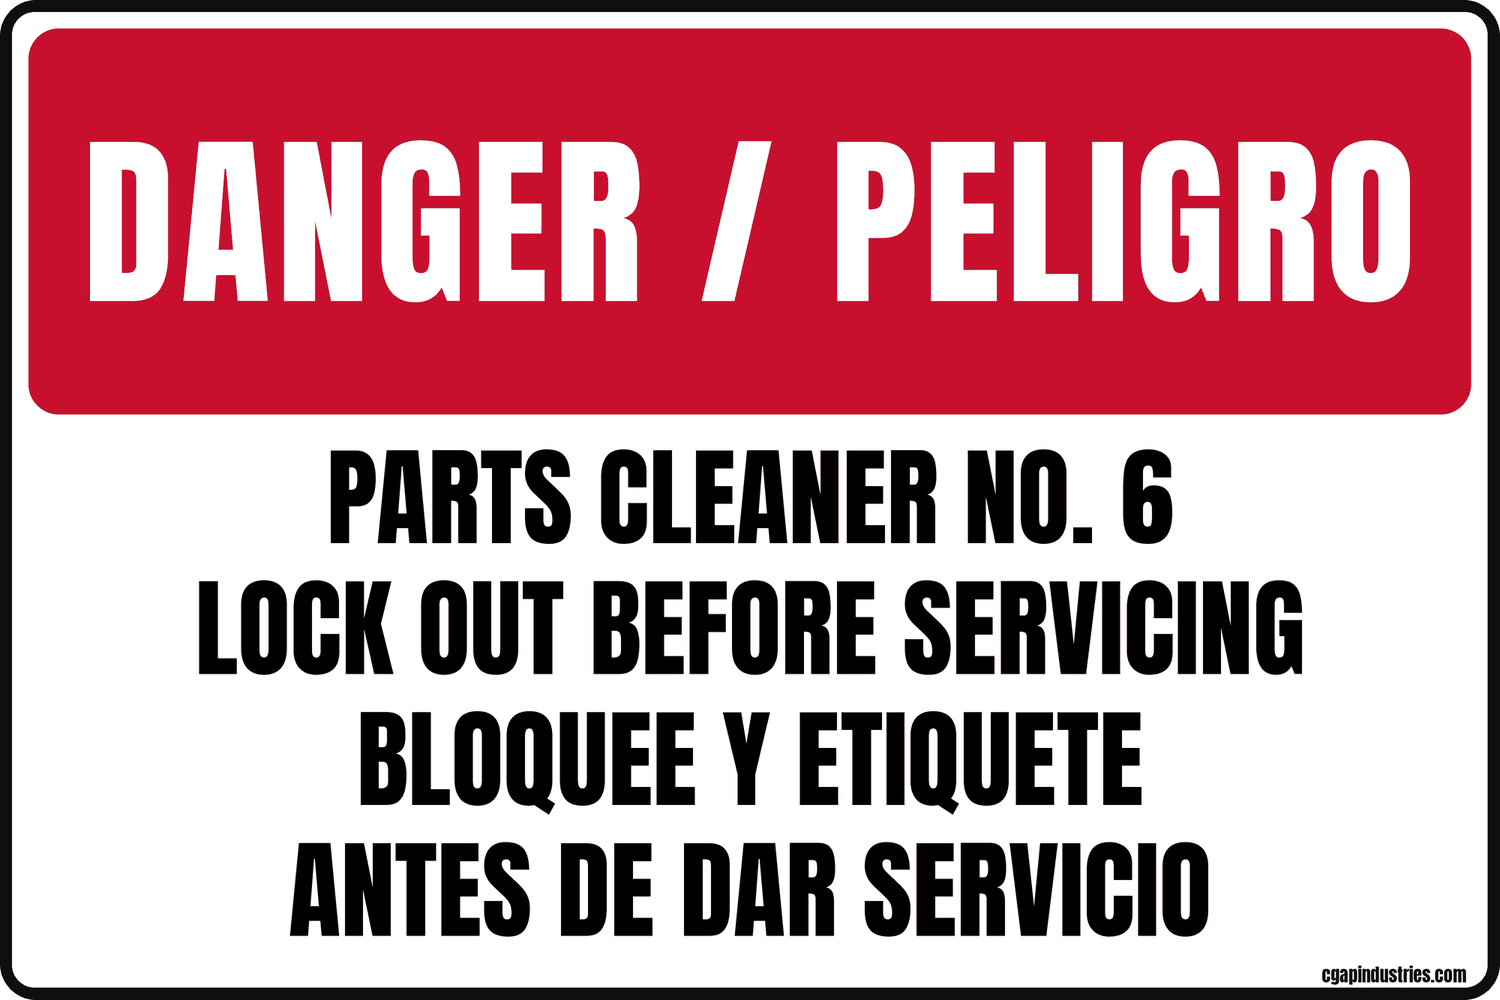 DANGER / PELIGRO
PARTS CLEANER NO. 6
LOCK OUT BEFORE SERVICING
BLOQUEE Y ETIQUETE
ANTES DE DAR SERVICIO
cgapindustries.com